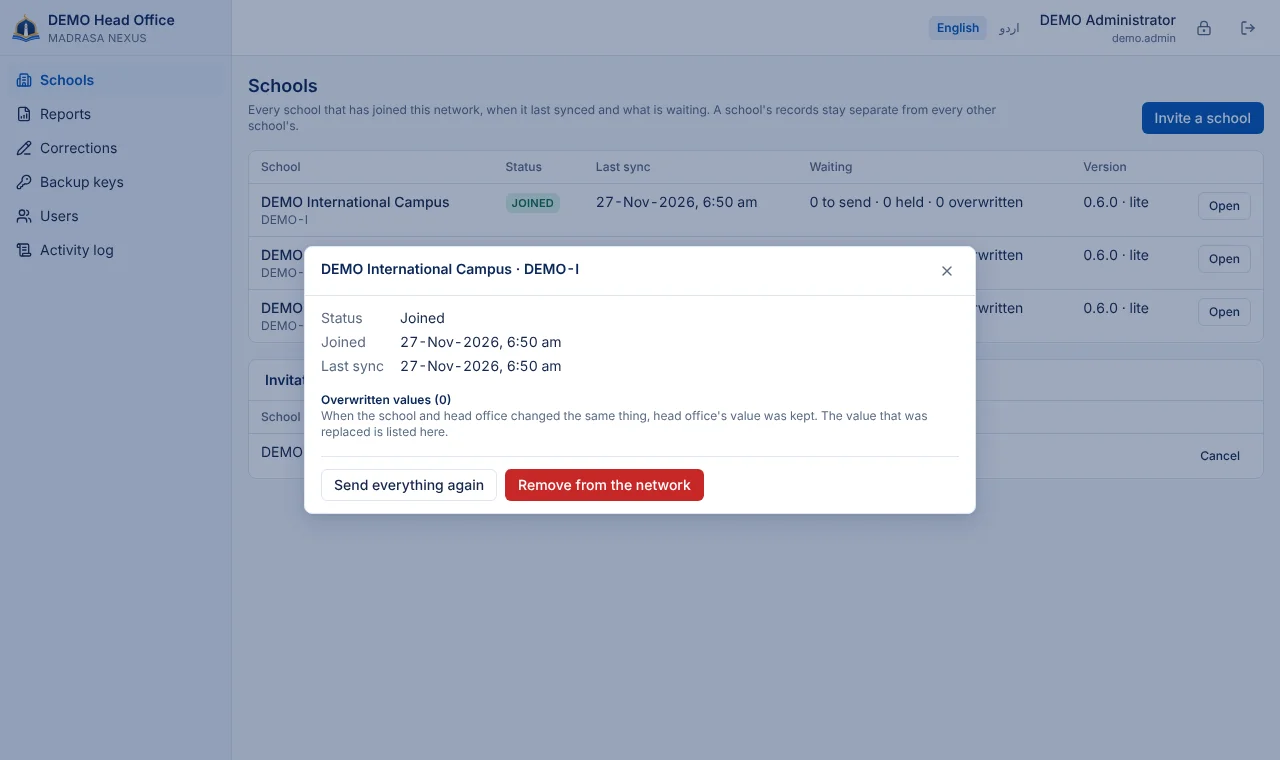 DEMO Head Office
MADRASA NEXUS
English
اردو
DEMO Administrator
demo.admin
Schools
Reports
Corrections
Backup keys
Users
Activity log
Schools
Every school that has joined this network, when it last synced and what is waiting. A school's records stay separate from every other
school's.
Invite a school
School Status Last sync Waiting Version
DEMO International Campus JOINED 27-Nov-2026, 6:50 am 0 to send · 0 held · 0 overwritten 0.6.0 · lite Open
DEMO-I
DEMO 0.6.0 · lite Open
DEMO-
DEMO 0.6.0 · lite Open
DEMO-
DEMO International Campus · DEMO-I
Status Joined
Joined 27-Nov-2026, 6:50 am
Last sync 27-Nov-2026, 6:50 am
Overwritten values (0)
When the school and head office changed the same thing, head office's value was kept. The value that was
replaced is listed here.
Send everything again
Remove from the network
School
DEMO Cancel